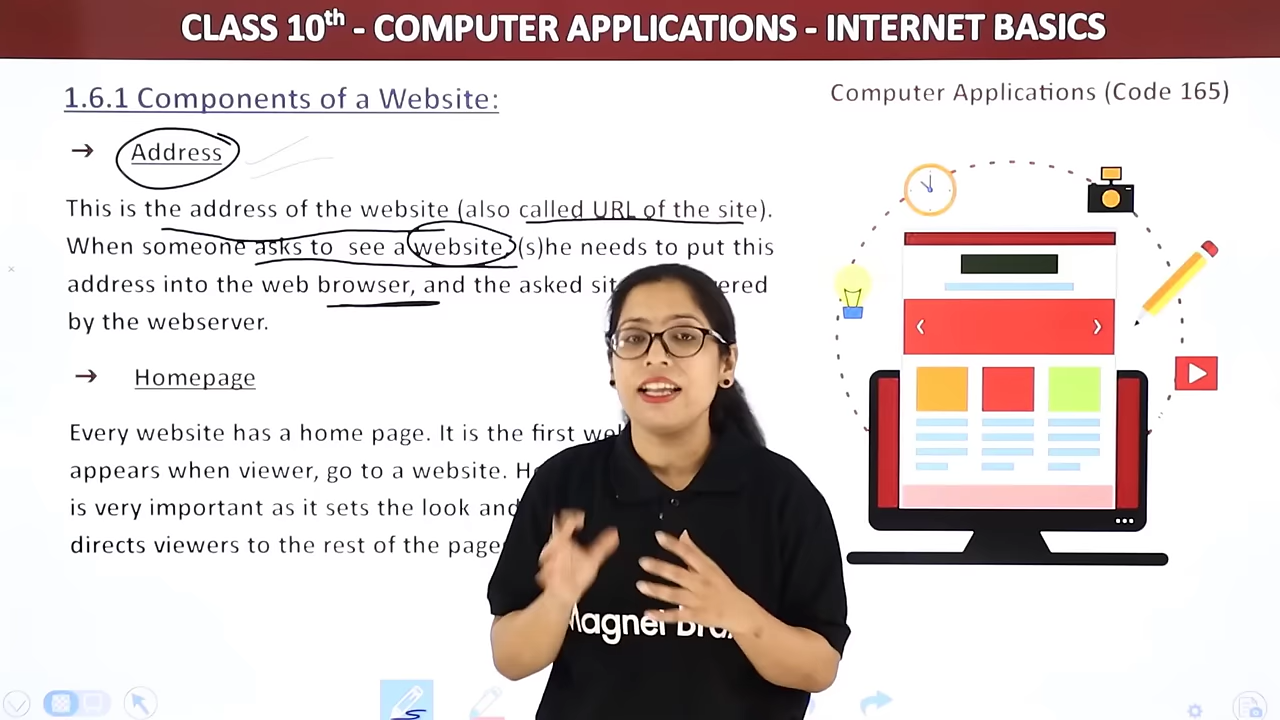 CLASS 10th - COMPUTER APPLICATIONS - INTERNET BASICS
1.6.1 Components of a Website:
Computer Applications (Code 165)
→ Address
This is the address of the website (also called URL of the site).
When someone asks to see a website, (s)he needs to put this
address into the web browser, and the asked
by the webserver.
→ Homepage
Every website has a home page. It is the first
appears when viewer, go to a website.
is very important as it sets the look and
directs viewers to the rest of the